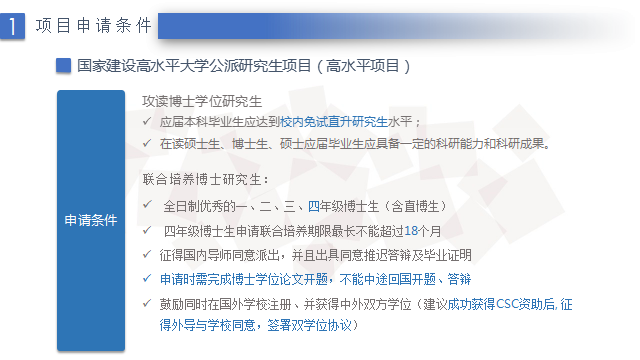 1 项目申请条件
国家建设高水平大学公派研究生项目（高水平项目）
申请条件
攻读博士学位研究生
应届本科毕业生应达到校内免试直升研究生水平；
在读硕士生、博士生、硕士应届毕业生应具备一定的科研能力和科研成果。
联合培养博士研究生：
全日制优秀的一、二、三、四年级博士生（含直博生）
四年级博士生申请联合培养期限最长不能超过18个月
征得国内导师同意派出，并且出具同意推迟答辩及毕业证明
申请时需完成博士学位论文开题，不能中途回国开题、答辩
鼓励同时在国外学校注册、并获得中外双方学位（建议成功获得CSC资助后, 征
得外导与学校同意，签署双学位协议）